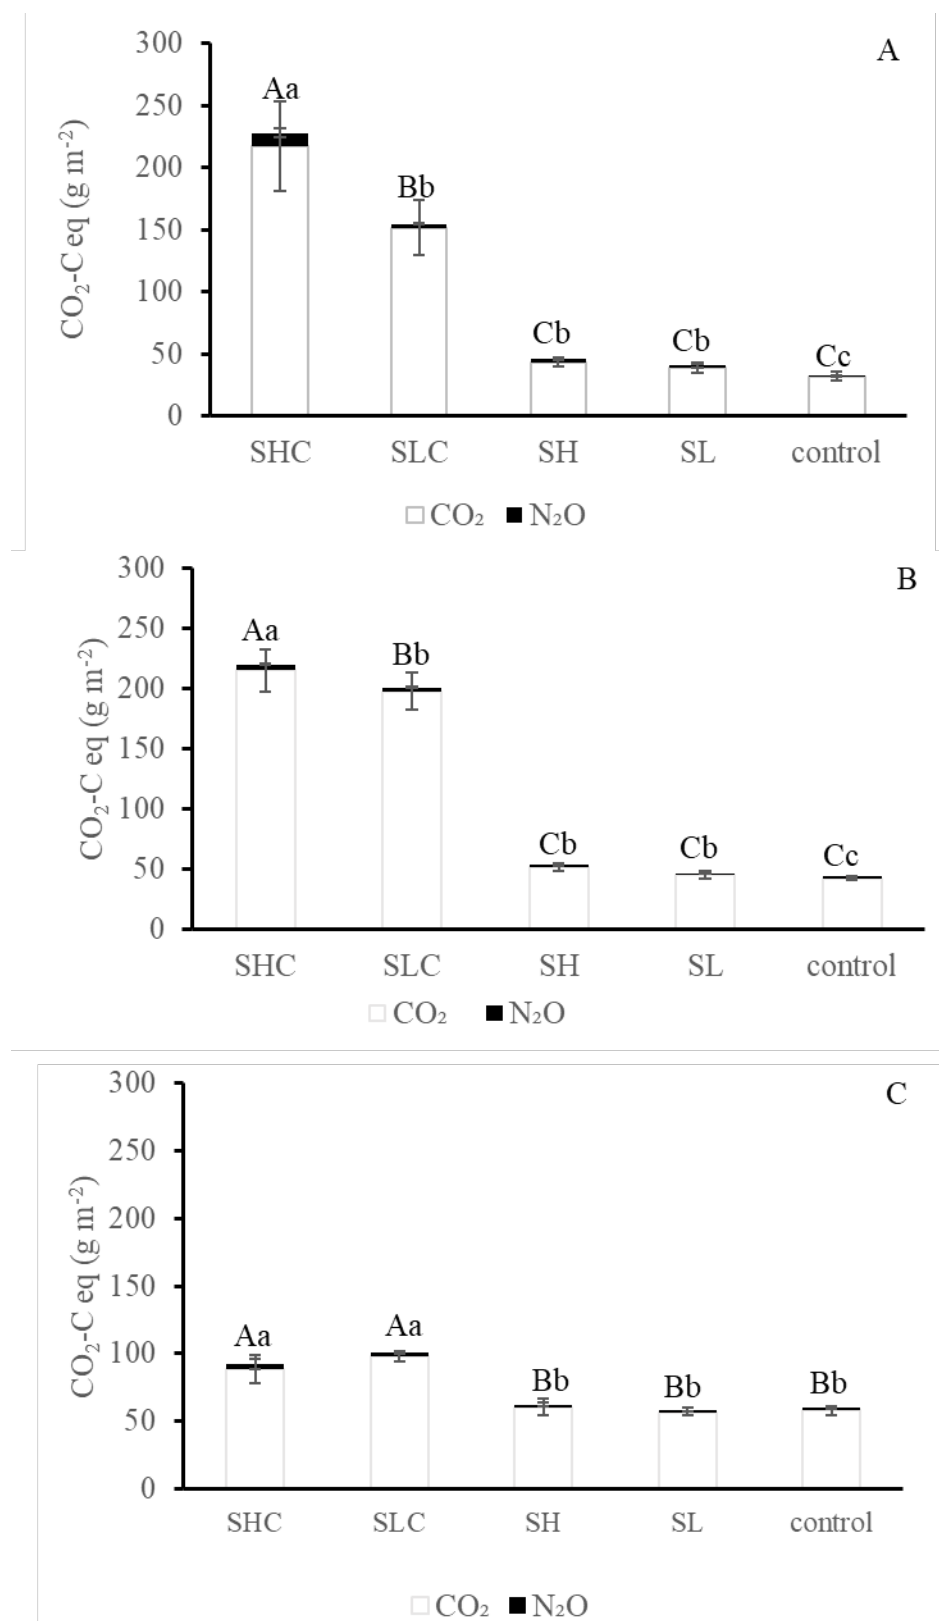 A
300
250
200
150
100
50
0
CO₂-C eq (g m⁻²)
Aa
Bb
Cb
Cb
Cc
SHC SLC SH SL control
CO₂ N₂O
B
300
250
200
150
100
50
0
CO₂-C eq (g m⁻²)
Aa
Bb
Cb
Cb
Cc
SHC SLC SH SL control
CO₂ N₂O
C
300
250
200
150
100
50
0
CO₂-C eq (g m⁻²)
Aa
Aa
Bb
Bb
Bb
SHC SLC SH SL control
CO₂ N₂O